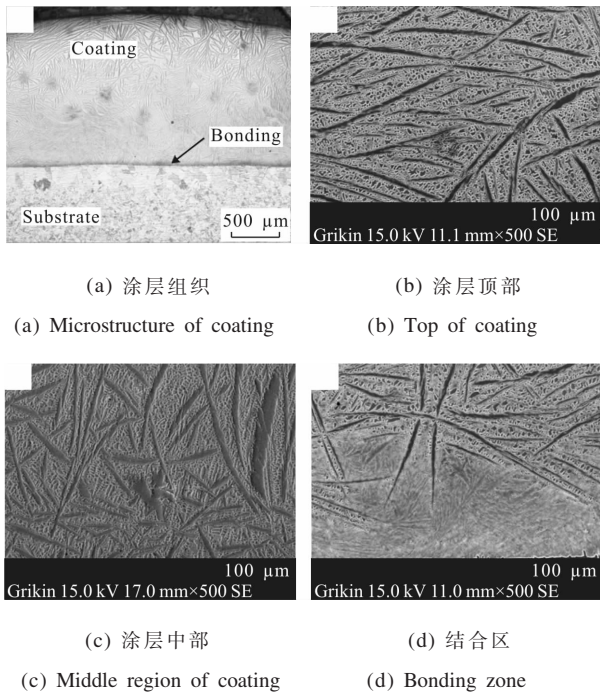 Coating
Bonding
Substrate
500 μm
100 μm
Grikin 15.0 kV 11.1 mm×500 SE
(a) 涂层组织
(b) 涂层顶部
(a) Microstructure of coating
(b) Top of coating
100 μm
Grikin 15.0 kV 17.0 mm×500 SE
100 μm
Grikin 15.0 kV 11.0 mm×500 SE
(c) 涂层中部
(d) 结合区
(c) Middle region of coating
(d) Bonding zone